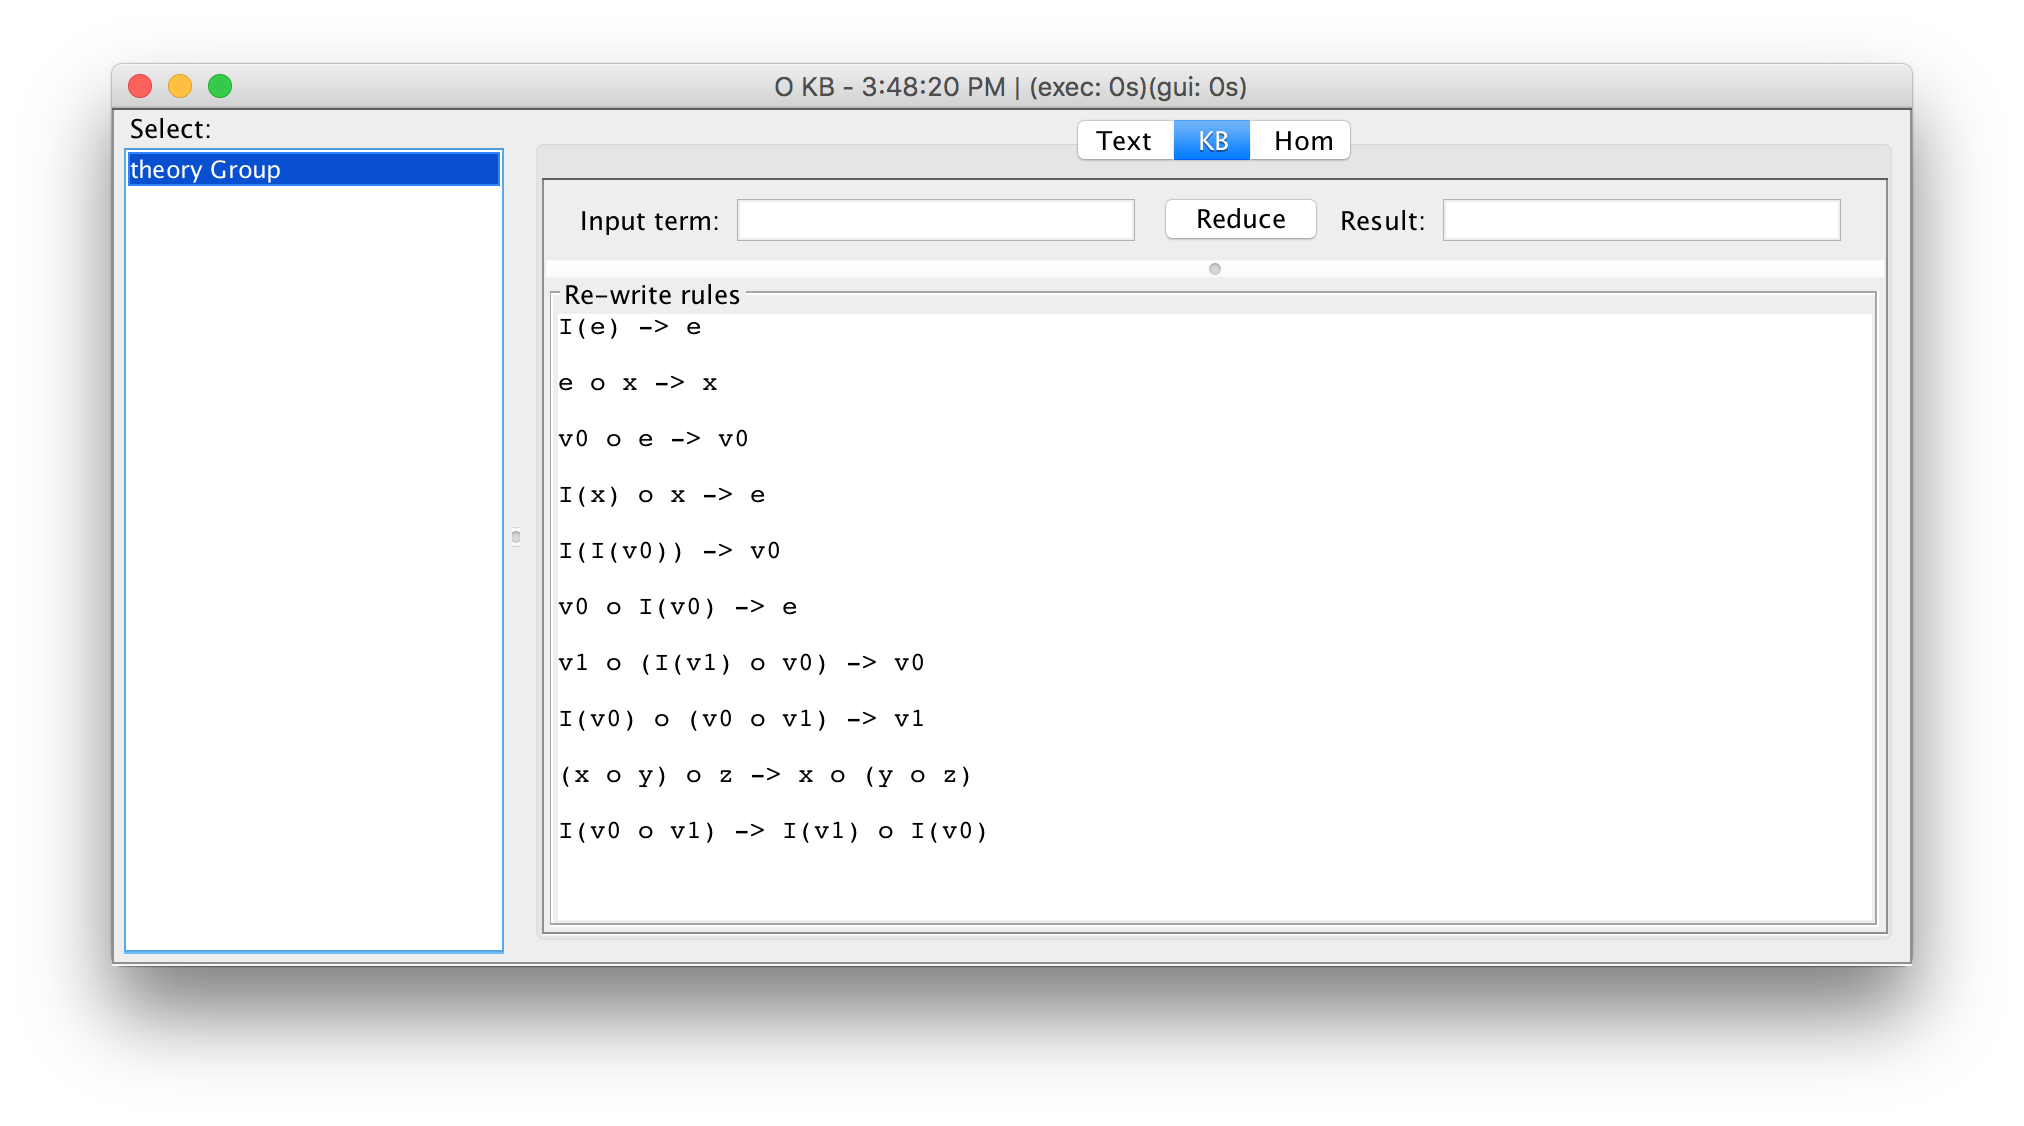 O KB - 3:48:20 PM | (exec: 0s)(gui: 0s)
Select:
theory Group
Text KB Hom
Input term: Reduce Result:
Re-write rules
I(e) -> e
e o x -> x
v0 o e -> v0
I(x) o x -> e
I(I(v0)) -> v0
v0 o I(v0) -> e
v1 o (I(v1) o v0) -> v0
I(v0) o (v0 o v1) -> v1
(x o y) o z -> x o (y o z)
I(v0 o v1) -> I(v1) o I(v0)